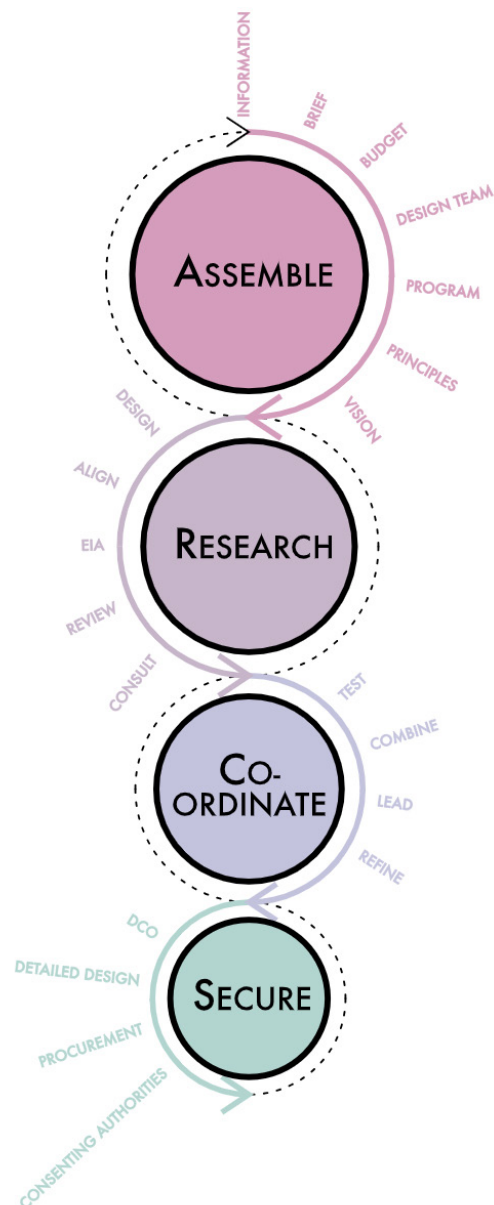 INFORMATION
BRIEF
BUDGET
DESIGN TEAM
PROGRAM
PRINCIPLES
VISION
ASSEMBLE
DESIGN
ALIGN
EIA
REVIEW
CONSULT
RESEARCH
TEST
COMBINE
LEAD
REFINE
CO-
ORDINATE
DCO
DETAILED DESIGN
PROCUREMENT
CONSENTING AUTHORITIES
SECURE